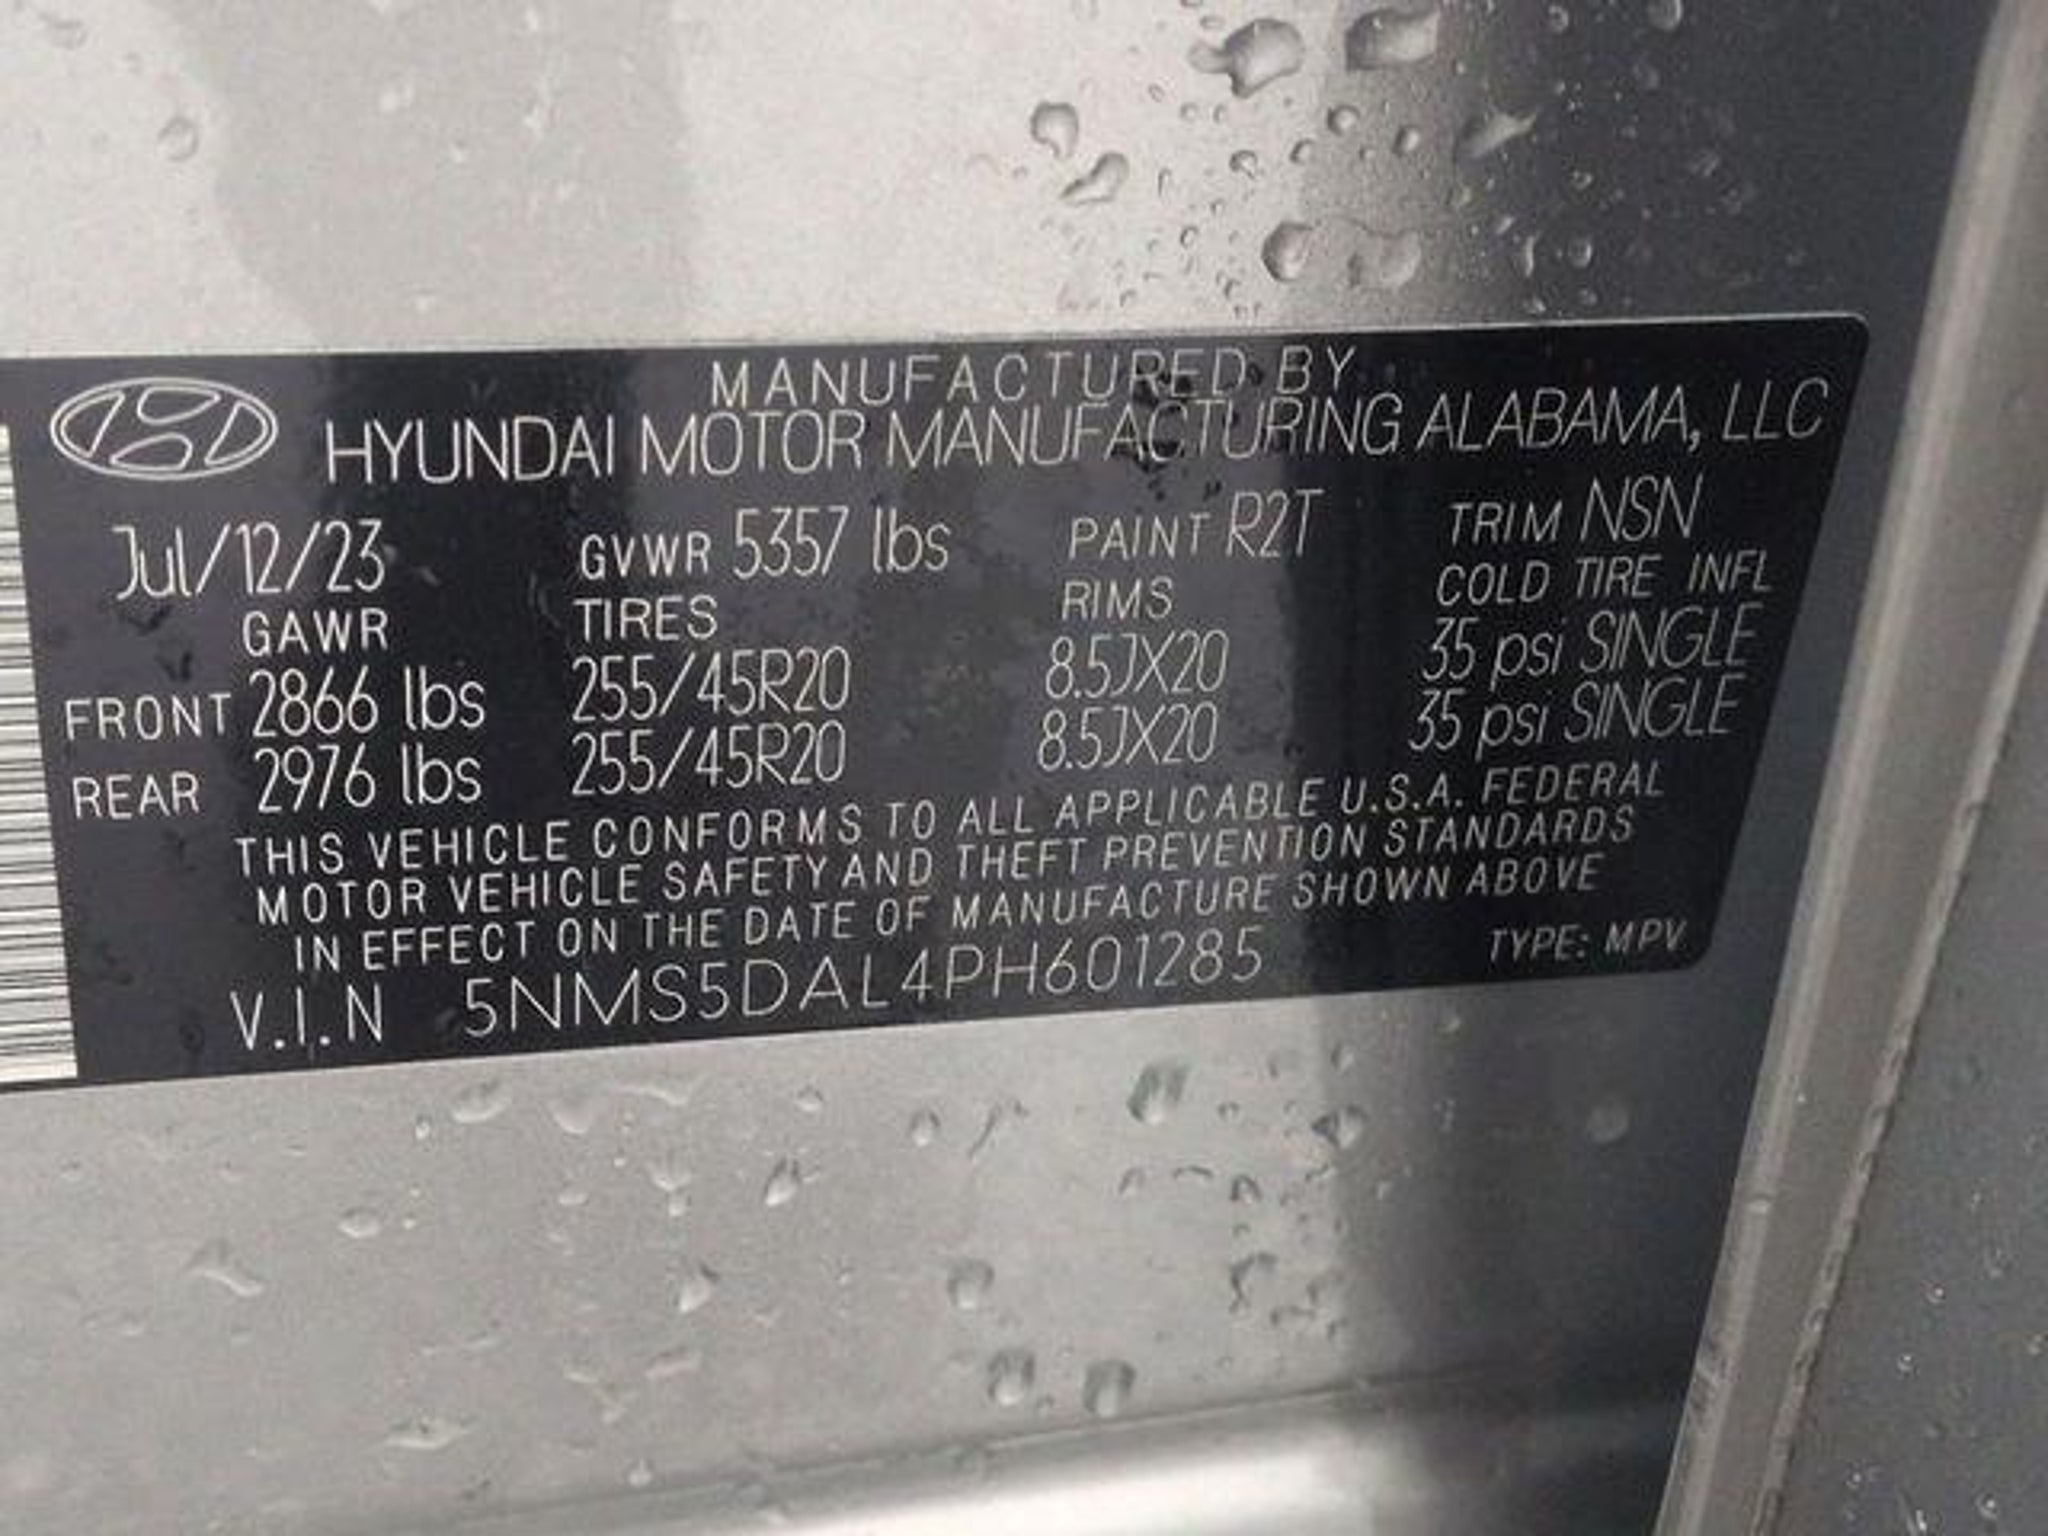 MANUFACTURED BY
HYUNDAI MOTOR MANUFACTURING ALABAMA, LLC
Jul/12/23 GVWR 5357 lbs PAINT R2T TRIM NSN
GAWR TIRES RIMS COLD TIRE INFL
FRONT 2866 lbs 255/45R20 8.5JX20 35 psi SINGLE
REAR 2976 lbs 255/45R20 8.5JX20 35 psi SINGLE
THIS VEHICLE CONFORMS TO ALL APPLICABLE U.S.A. FEDERAL
MOTOR VEHICLE SAFETY AND THEFT PREVENTION STANDARDS
IN EFFECT ON THE DATE OF MANUFACTURE SHOWN ABOVE
V.I.N 5NMS5DAL4PH601285 TYPE: MPV